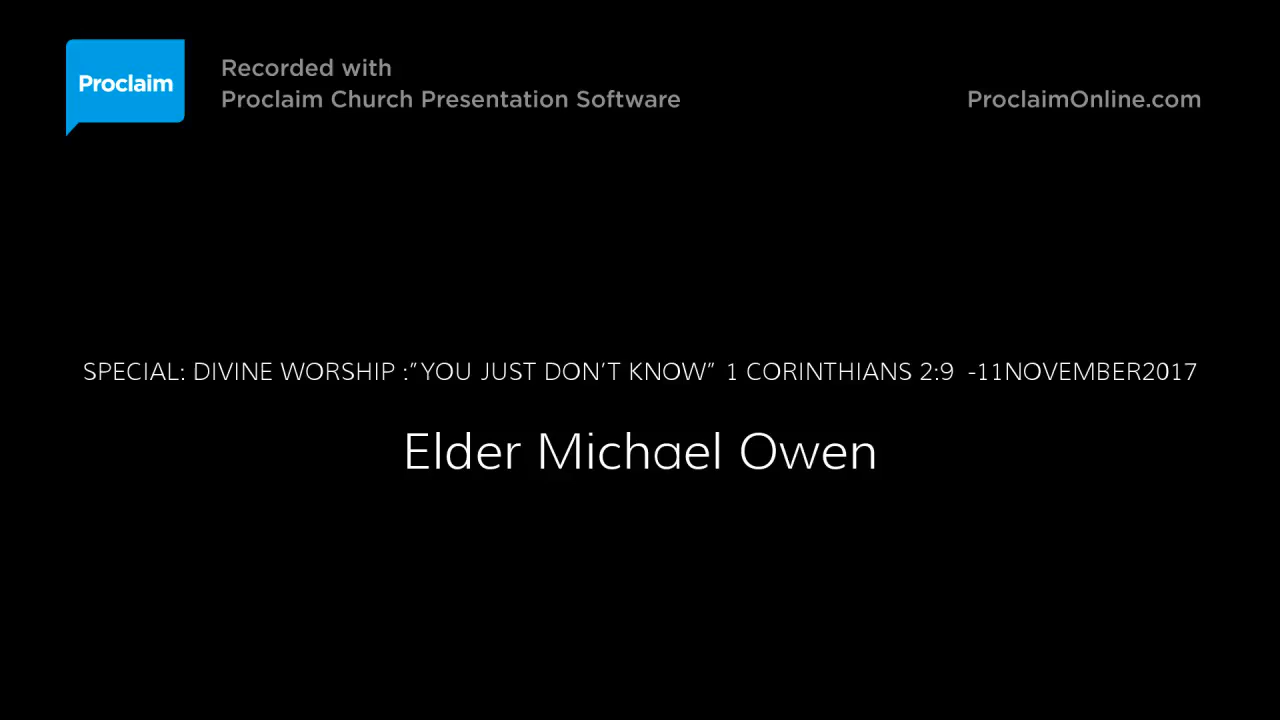 Proclaim
Recorded with
Proclaim Church Presentation Software
ProclaimOnline.com
SPECIAL: DIVINE WORSHIP :"YOU JUST DON'T KNOW" 1 CORINTHIANS 2:9 -11NOVEMBER2017
Elder Michael Owen